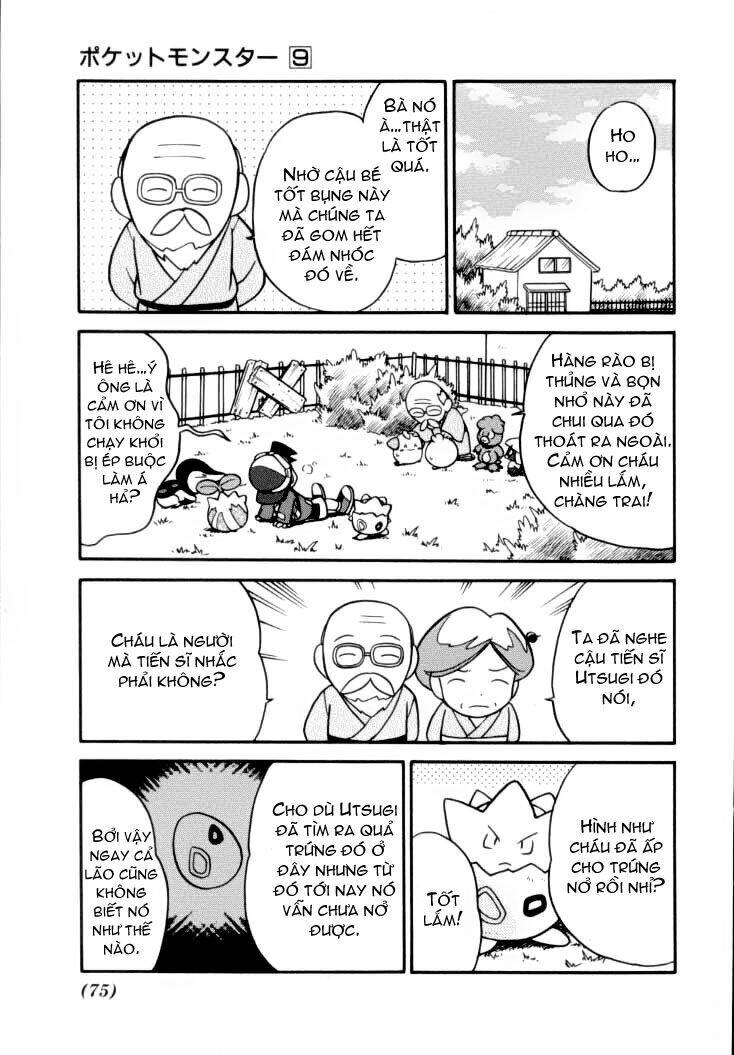 ポケットモンスター 9
HO
HO...
BÀ NÓ
À...THẬT
LÀ TỐT
QUÁ.
NHỜ CẬU BÉ
TỐT BỤNG NÀY
MÀ CHÚNG TA
ĐÃ GOM HẾT
ĐÁM NHÓC
ĐÓ VỀ.
HÀNG RÀO BỊ
THỦNG VÀ BỌN
NHỎ NÀY ĐÃ
CHUI QUA ĐÓ
THOÁT RA NGOÀI.
CẢM ƠN CHÁU
NHIỀU LẮM,
CHÀNG TRAI!
HÊ HÊ...Ý
ÔNG LÀ
CẢM ƠN VÌ
TÔI KHÔNG
CHẠY KHỎI
BỊ ÉP BUỘC
LÀM Á
HẢ?
TA ĐÃ NGHE
CẬU TIẾN SĨ
UTSUGI ĐÓ
NÓI,
CHÁU LÀ NGƯỜI
MÀ TIẾN SĨ NHẮC
PHẢI KHÔNG?
HÌNH NHƯ
CHÁU ĐÃ ẤP
CHO TRỨNG
NỞ RỒI NHỈ?
TỐT
LẮM!
CHO DÙ UTSUGI
ĐÃ TÌM RA QUẢ
TRỨNG ĐÓ Ở
ĐÂY NHƯNG TỪ
ĐÓ TỚI NAY NÓ
VẪN CHƯA NỞ
ĐƯỢC.
BỞI VẬY
NGAY CẢ
LÃO CŨNG
KHÔNG
BIẾT NÓ
NHƯ THẾ
NÀO.
(75)